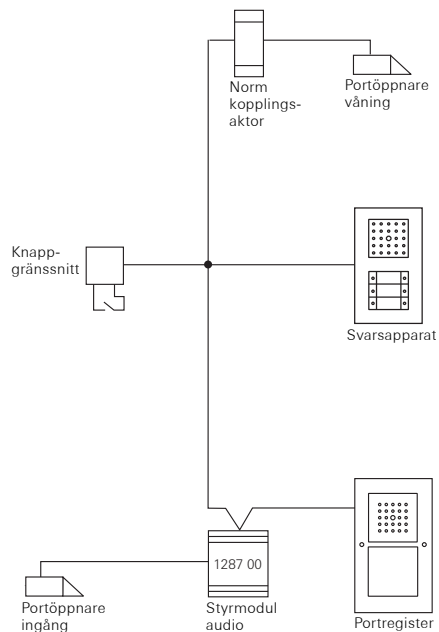 Norm
kopplings-
aktor
Portöppnare
våning
Knapp-
gränssnitt
Svarsapparat
1287 00
Portöppnare
ingång
Styrmodul
audio
Portregister